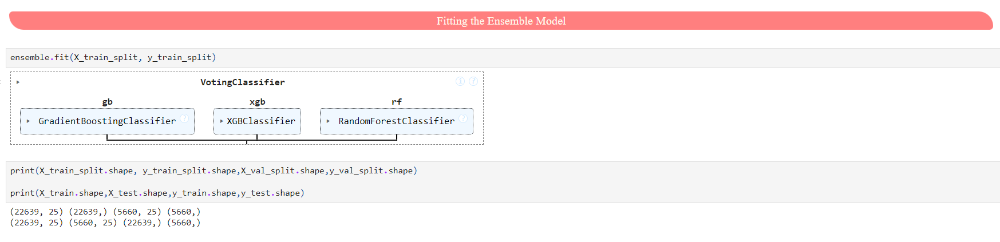 Fitting the Ensemble Model
ensemble.fit(X_train_split, y_train_split)
VotingClassifier
i ?
gb xgb rf
GradientBoostingClassifier ? XGBClassifier RandomForestClassifier ?
print(X_train_split.shape, y_train_split.shape,X_val_split.shape,y_val_split.shape)
print(X_train.shape,X_test.shape,y_train.shape,y_test.shape)
(22639, 25) (22639,) (5660, 25) (5660,)
(22639, 25) (5660, 25) (22639,) (5660,)